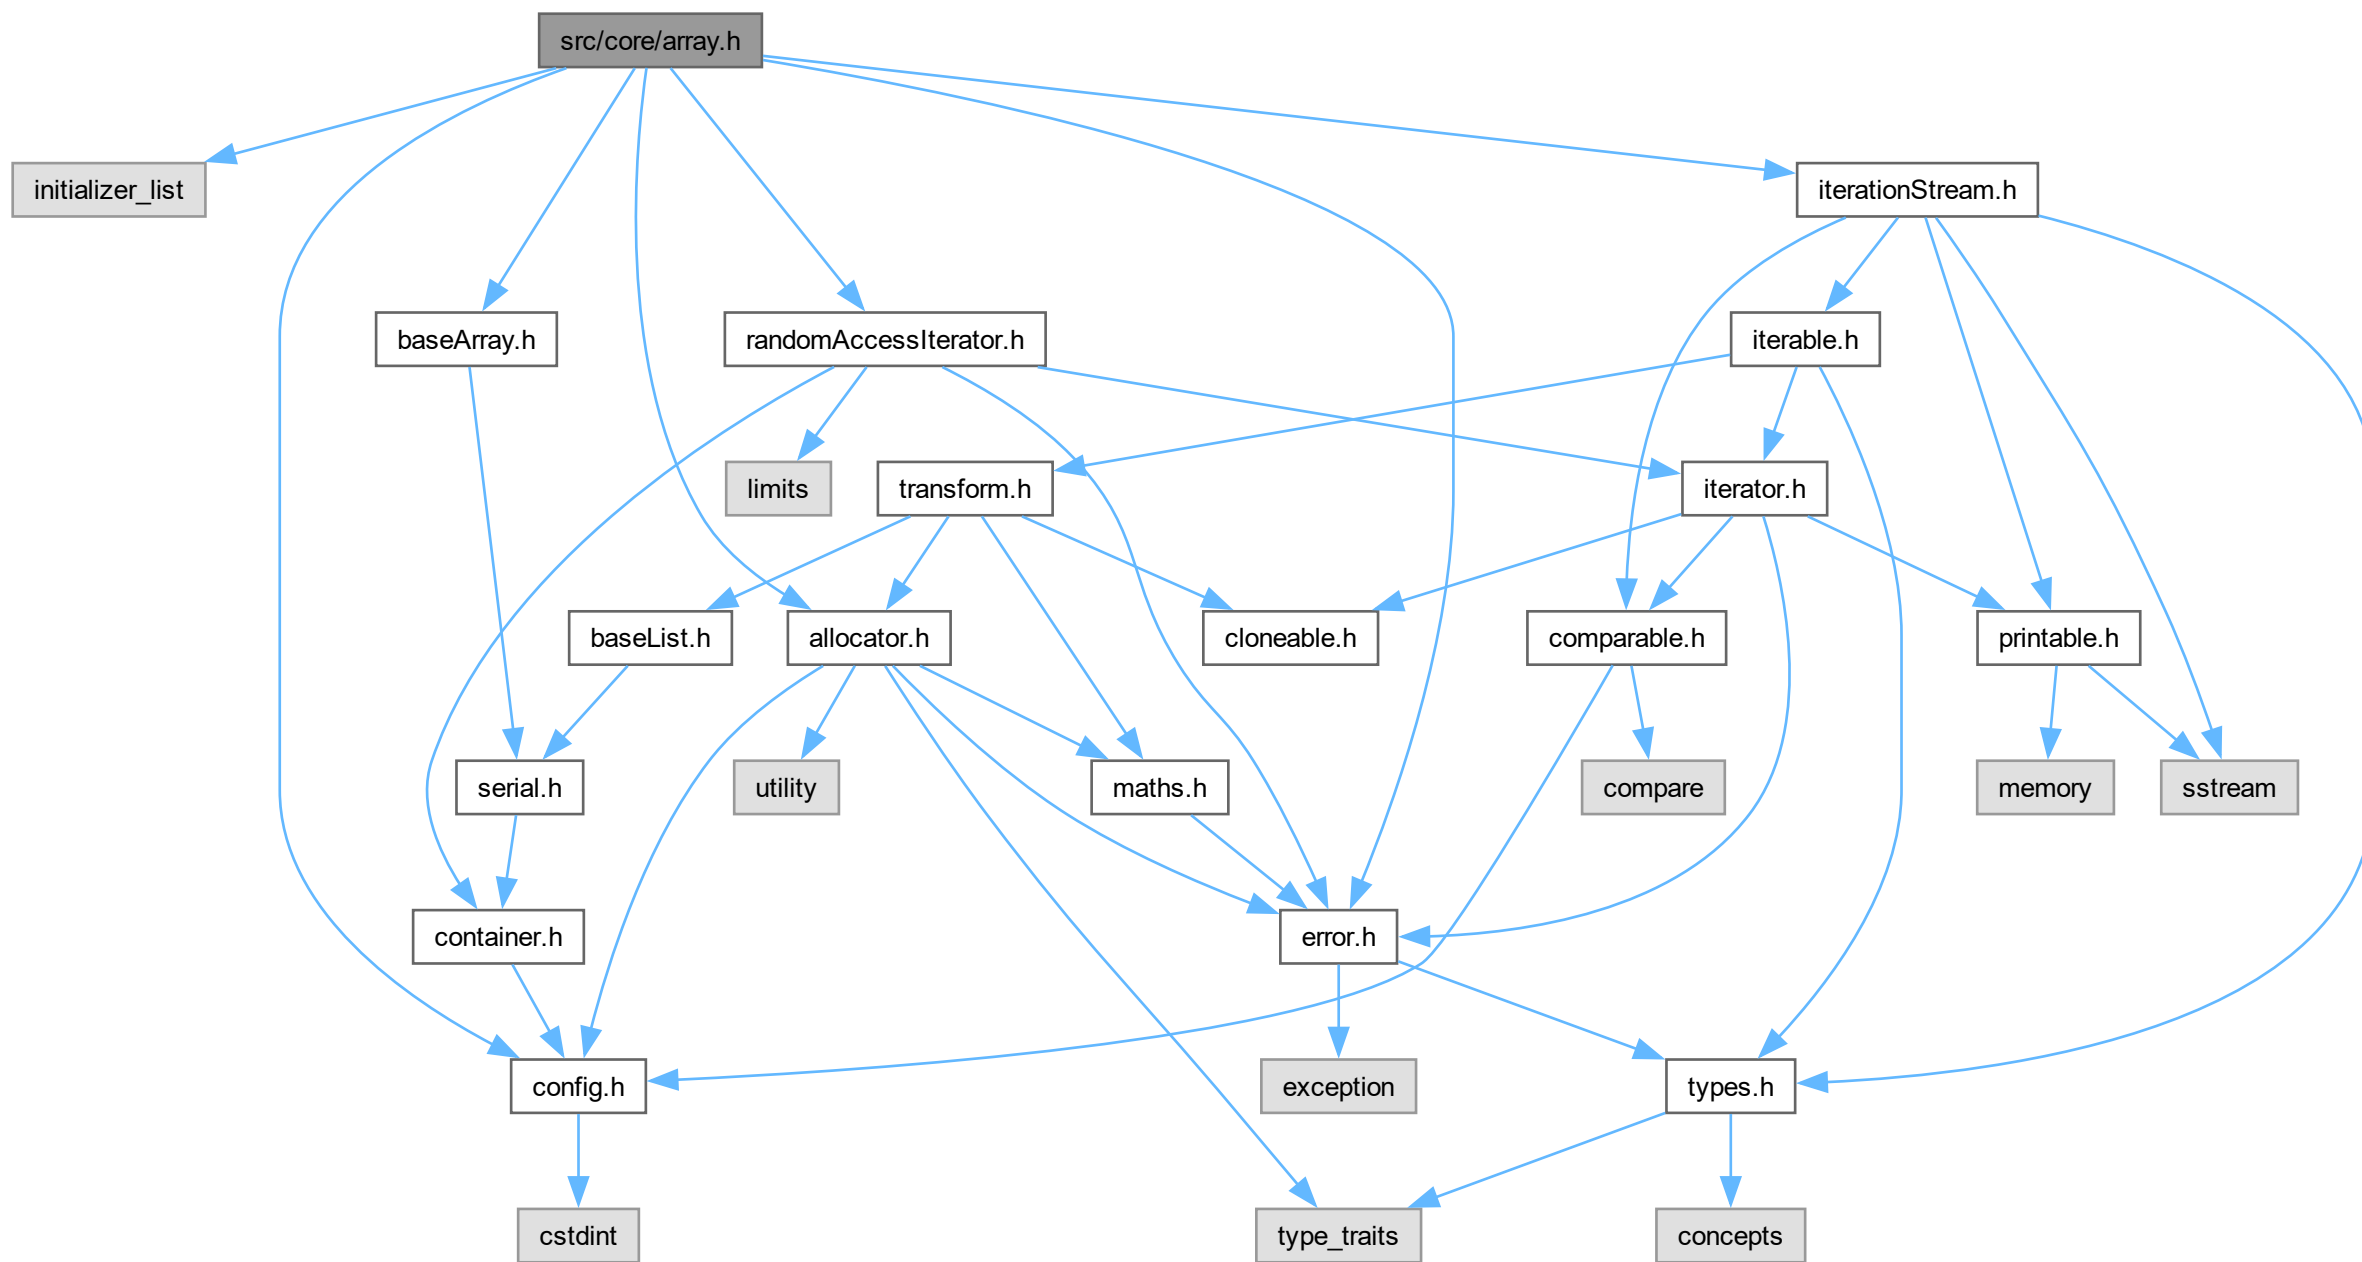 src/core/array.h
initializer_list
iterationStream.h
baseArray.h
randomAccessIterator.h
iterable.h
limits
transform.h
iterator.h
baseList.h
allocator.h
cloneable.h
comparable.h
printable.h
serial.h
utility
maths.h
compare
memory
sstream
container.h
error.h
config.h
exception
types.h
cstdint
type_traits
concepts